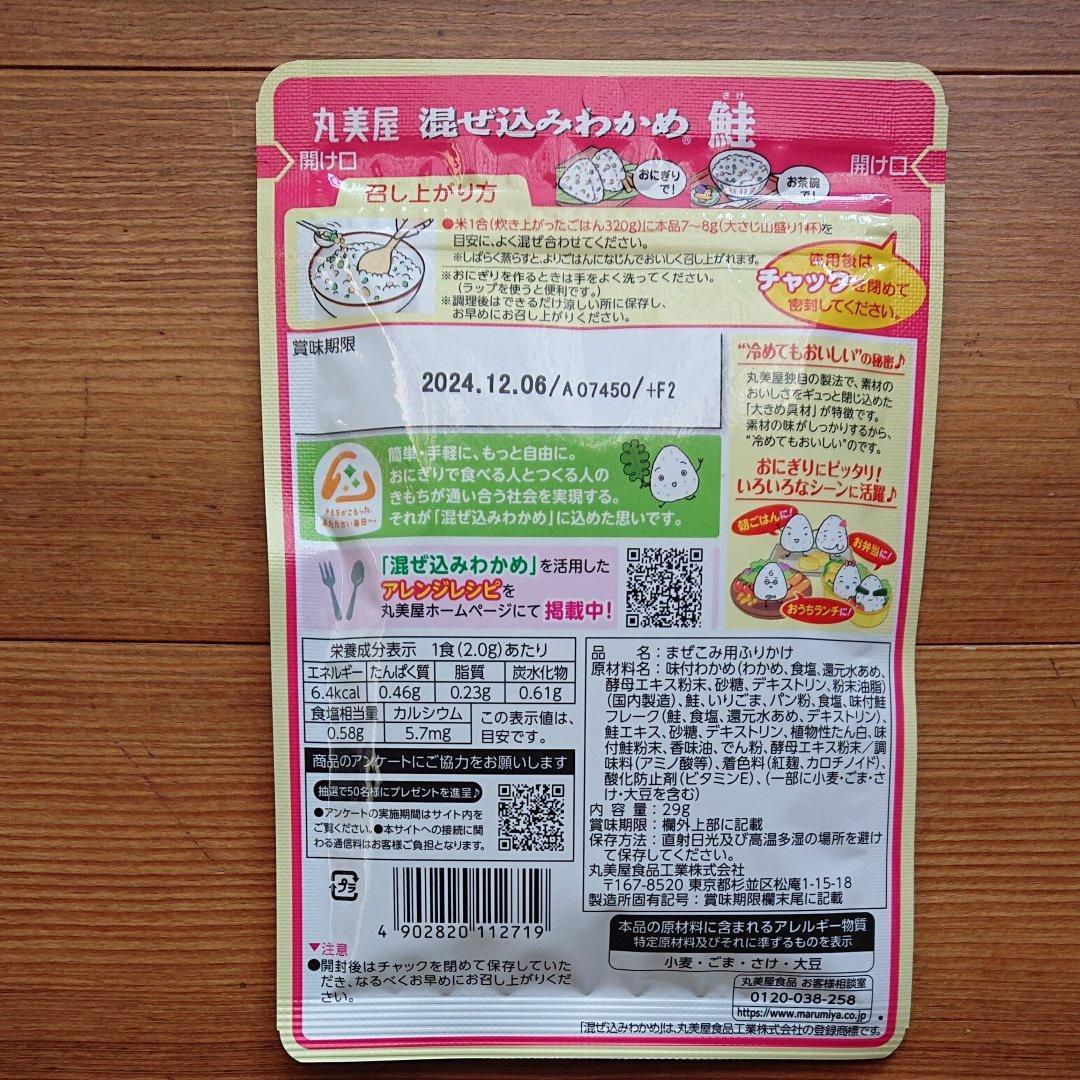 丸美屋 混ぜ込みわかめ® 鮭
さけ
開け口
開け口
おにぎりで!
お茶碗で!
召し上がり方
●米1合(炊き上がったごはん320g)に本品7〜8g(大さじ山盛り1杯)を
目安に、よく混ぜ合わせてください。
※しばらく蒸らすと、よりごはんになじんでおいしく召し上がれます。
※おにぎりを作るときは手をよく洗ってください。
(ラップを使うと便利です。)
※調理後はできるだけ涼しい所に保存し、
お早めにお召し上がりください。
使用後は
チャックを閉めて
密封してください。
賞味期限
2024.12.06/A07450/+F2
"冷めてもおいしい"の秘密♪
丸美屋独自の製法で、素材の
おいしさをギュっと閉じ込めた
「大きめ具材」が特徴です。
素材の味がしっかりするから、
"冷めてもおいしい"のです。
おにぎりにピッタリ!
いろいろなシーンに活躍♪
朝ごはんに!
お弁当に!
おうちランチに!
きもちがこもった、
あたたかい毎日へ。
簡単・手軽に、もっと自由に。
おにぎりで食べる人とつくる人の
きもちが通い合う社会を実現する。
それが「混ぜ込みわかめ」に込めた思いです。
「混ぜ込みわかめ」を活用した
アレンジレシピを
丸美屋ホームページにて 掲載中!
栄養成分表示 1食(2.0g)あたり
エネルギー たんぱく質 脂質 炭水化物
6.4kcal 0.46g 0.23g 0.61g
食塩相当量 カルシウム この表示値は、
0.58g 5.7mg 目安です。
商品のアンケートにご協力をお願いします
抽選で50名様にプレゼントを進呈♪
●アンケートの実施期間はサイト内を
ご覧ください。●本サイトへの接続に関
わる通信料はお客様ご負担となります。
プラ
4 902820 112719
▼注意
●開封後はチャックを閉めて保存していた
だき、なるべくお早めにお召し上がりくだ
さい。
品 名:まぜこみ用ふりかけ
原材料名:味付わかめ(わかめ、食塩、還元水あめ、
酵母エキス粉末、砂糖、デキストリン、粉末油脂)
(国内製造)、鮭、いりごま、パン粉、食塩、味付鮭
フレーク(鮭、食塩、還元水あめ、デキストリン)、
鮭エキス、砂糖、デキストリン、植物性たん白、味
付鮭粉末、香味油、でん粉、酵母エキス粉末/調
味料(アミノ酸等)、着色料(紅麹、カロチノイド)、
酸化防止剤(ビタミンE)、(一部に小麦・ごま・さ
け・大豆を含む)
内 容 量:29g
賞味期限:欄外上部に記載
保存方法:直射日光及び高温多湿の場所を避け
て保存してください。
丸美屋食品工業株式会社
〒167-8520 東京都杉並区松庵1-15-18
製造所固有記号:賞味期限欄末尾に記載
本品の原材料に含まれるアレルギー物質
特定原材料及びそれに準ずるものを表示
小麦・ごま・さけ・大豆
丸美屋食品 お客様相談室
0120-038-258
https://www.marumiya.co.jp
「混ぜ込みわかめ」は、丸美屋食品工業株式会社の登録商標です。